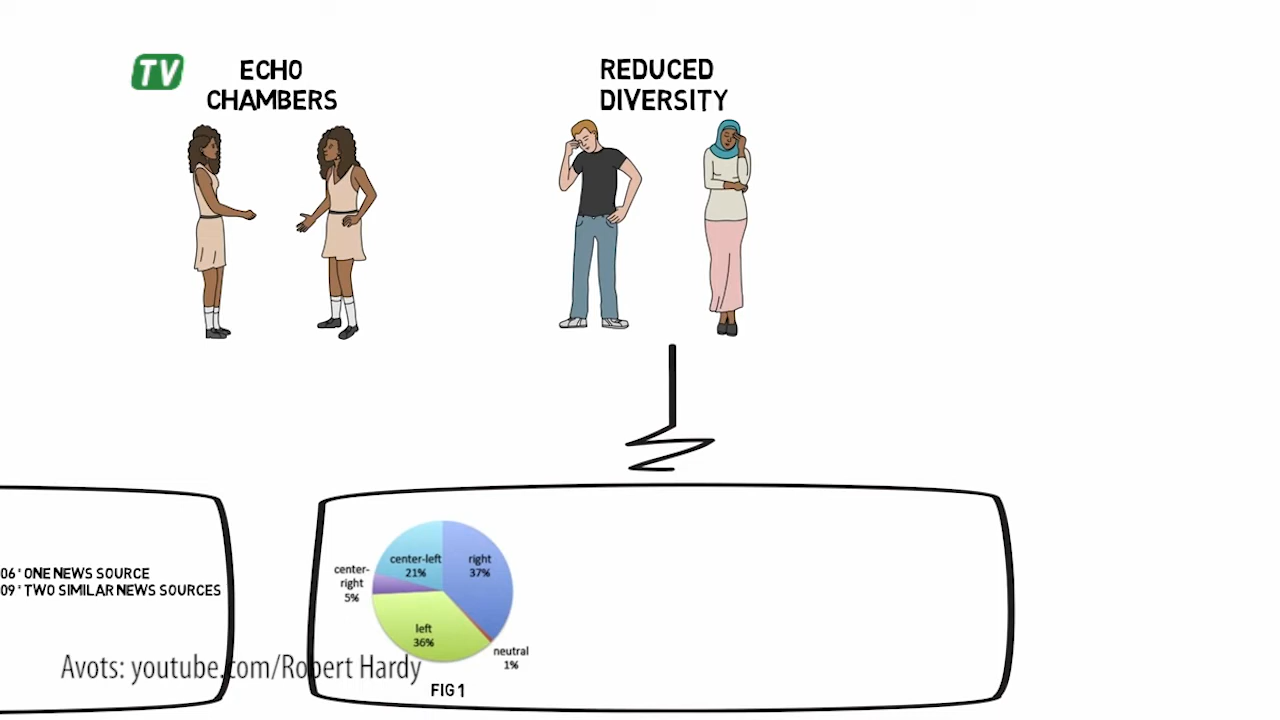 TV
ECHO
CHAMBERS
REDUCED
DIVERSITY
06' ONE NEWS SOURCE
09' TWO SIMILAR NEWS SOURCES
center-left
21%
right
37%
center-
right
5%
left
36%
neutral
1%
FIG 1
Avots: youtube.com/Robert Hardy